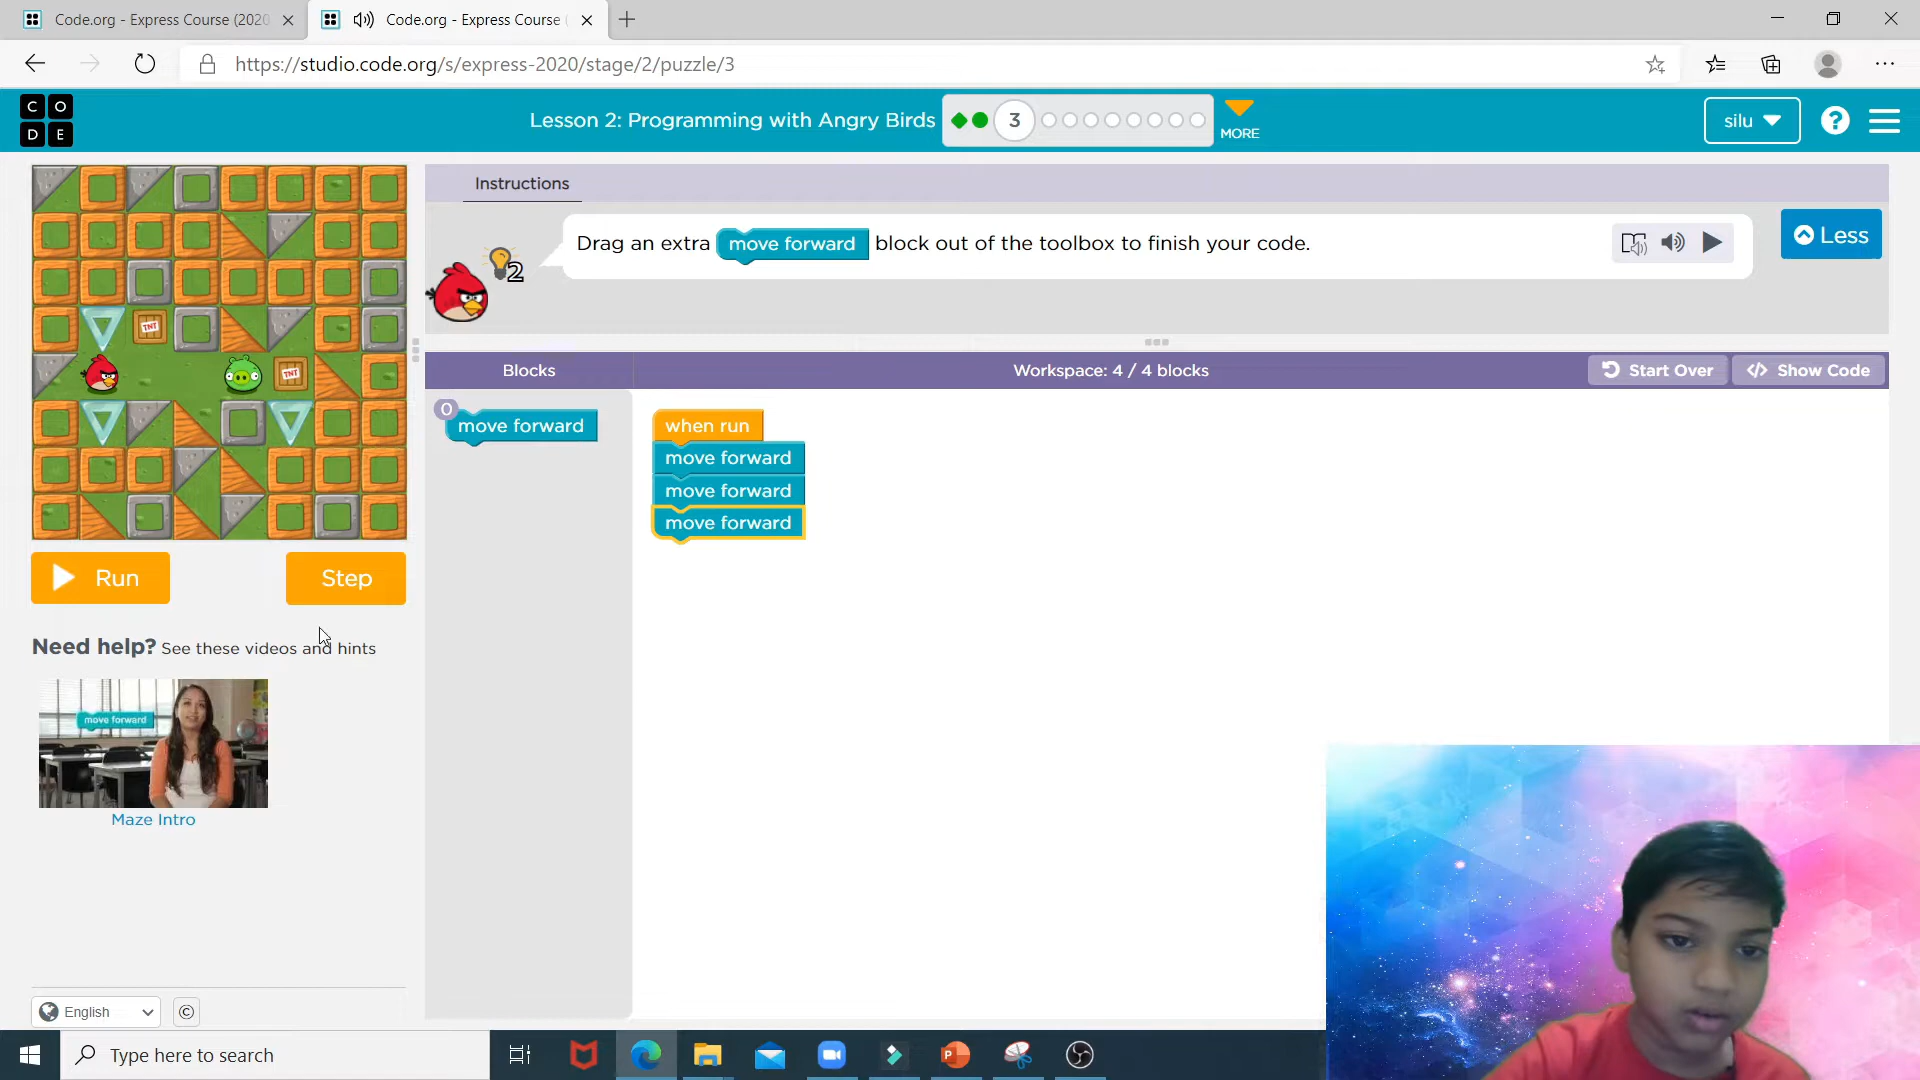 Code.org - Express Course (2020
Code.org - Express Course (
https://studio.code.org/s/express-2020/stage/2/puzzle/3
C O
D E
Lesson 2: Programming with Angry Birds
3
MORE
silu
?
Instructions
2
Drag an extra move forward block out of the toolbox to finish your code.
Less
TNT
TNT
Blocks
Workspace: 4 / 4 blocks
Start Over
</> Show Code
0
move forward
when run
move forward
move forward
move forward
Run
Step
Need help? See these videos and hints
move forward
Maze Intro
English
©
Type here to search
P